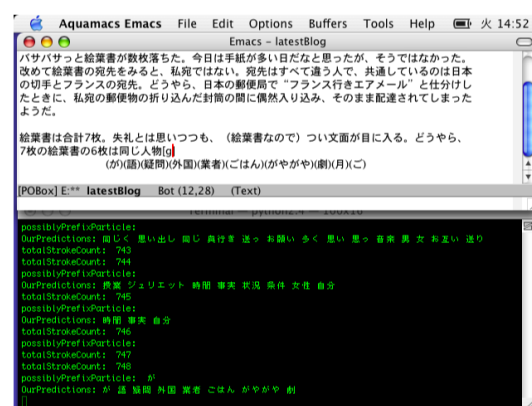 Aquamacs Emacs File Edit Options Buffers Tools Help 火 14:52
Emacs – latestBlog
バサバサっと絵葉書が数枚落ちた。今日は手紙が多い日だなと思ったが、そうではなかった。
改めて絵葉書の宛先をみると、私宛ではない。宛先はすべて違う人で、共通しているのは日本
の切手とフランスの宛先。どうやら、日本の郵便局で“フランス行きエアメール”と仕分けし
たときに、私宛の郵便物の折り込んだ封筒の間に偶然入り込み、そのまま配達されてしまった
ようだ。
絵葉書は合計7枚。失礼とは思いつつも、（絵葉書なので）つい文面が目に入る。どうやら、
7枚の絵葉書の6枚は同じ人物[g
(が)(語)(疑問)(外国)(業者)(ごはん)(がやがや)(劇)(月)(ご)
[POBox] E:** latestBlog Bot (12,28) (Text)
Terminal — python2.4 — 100x16
possiblyPrefixParticle:
OurPredictions: 同じく 思い出し 同じ 直行き 送っ お願い 多く 思い 思っ 音楽 男 女 お互い 送り
totalStrokeCount: 743
totalStrokeCount: 744
possiblyPrefixParticle:
OurPredictions: 授業 ジュリエット 時間 事実 状況 条件 女性 自分
totalStrokeCount: 745
possiblyPrefixParticle:
OurPredictions: 時間 事実 自分
totalStrokeCount: 746
possiblyPrefixParticle:
totalStrokeCount: 747
totalStrokeCount: 748
possiblyPrefixParticle: が
OurPredictions: が 語 疑問 外国 業者 ごはん がやがや 劇